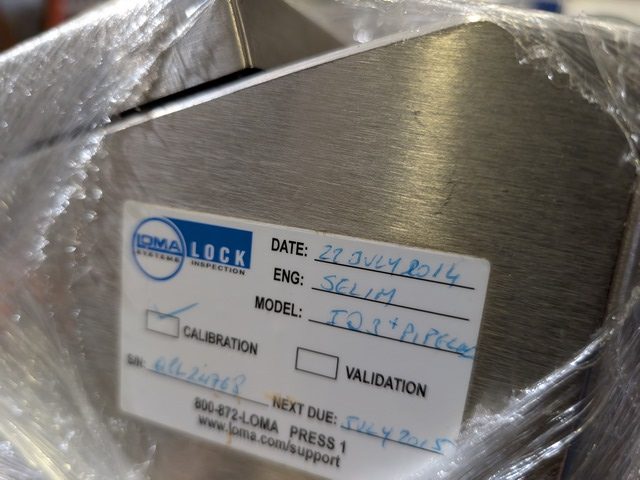 LOMA SYSTEMS
LOCK INSPECTION
DATE: 22 JULY 2014
ENG: SELIM
MODEL: IQ3+ PIPELINE
CALIBRATION
VALIDATION
S/N:
NEXT DUE: JULY 2015
800-872-LOMA PRESS 1
www.loma.com/support